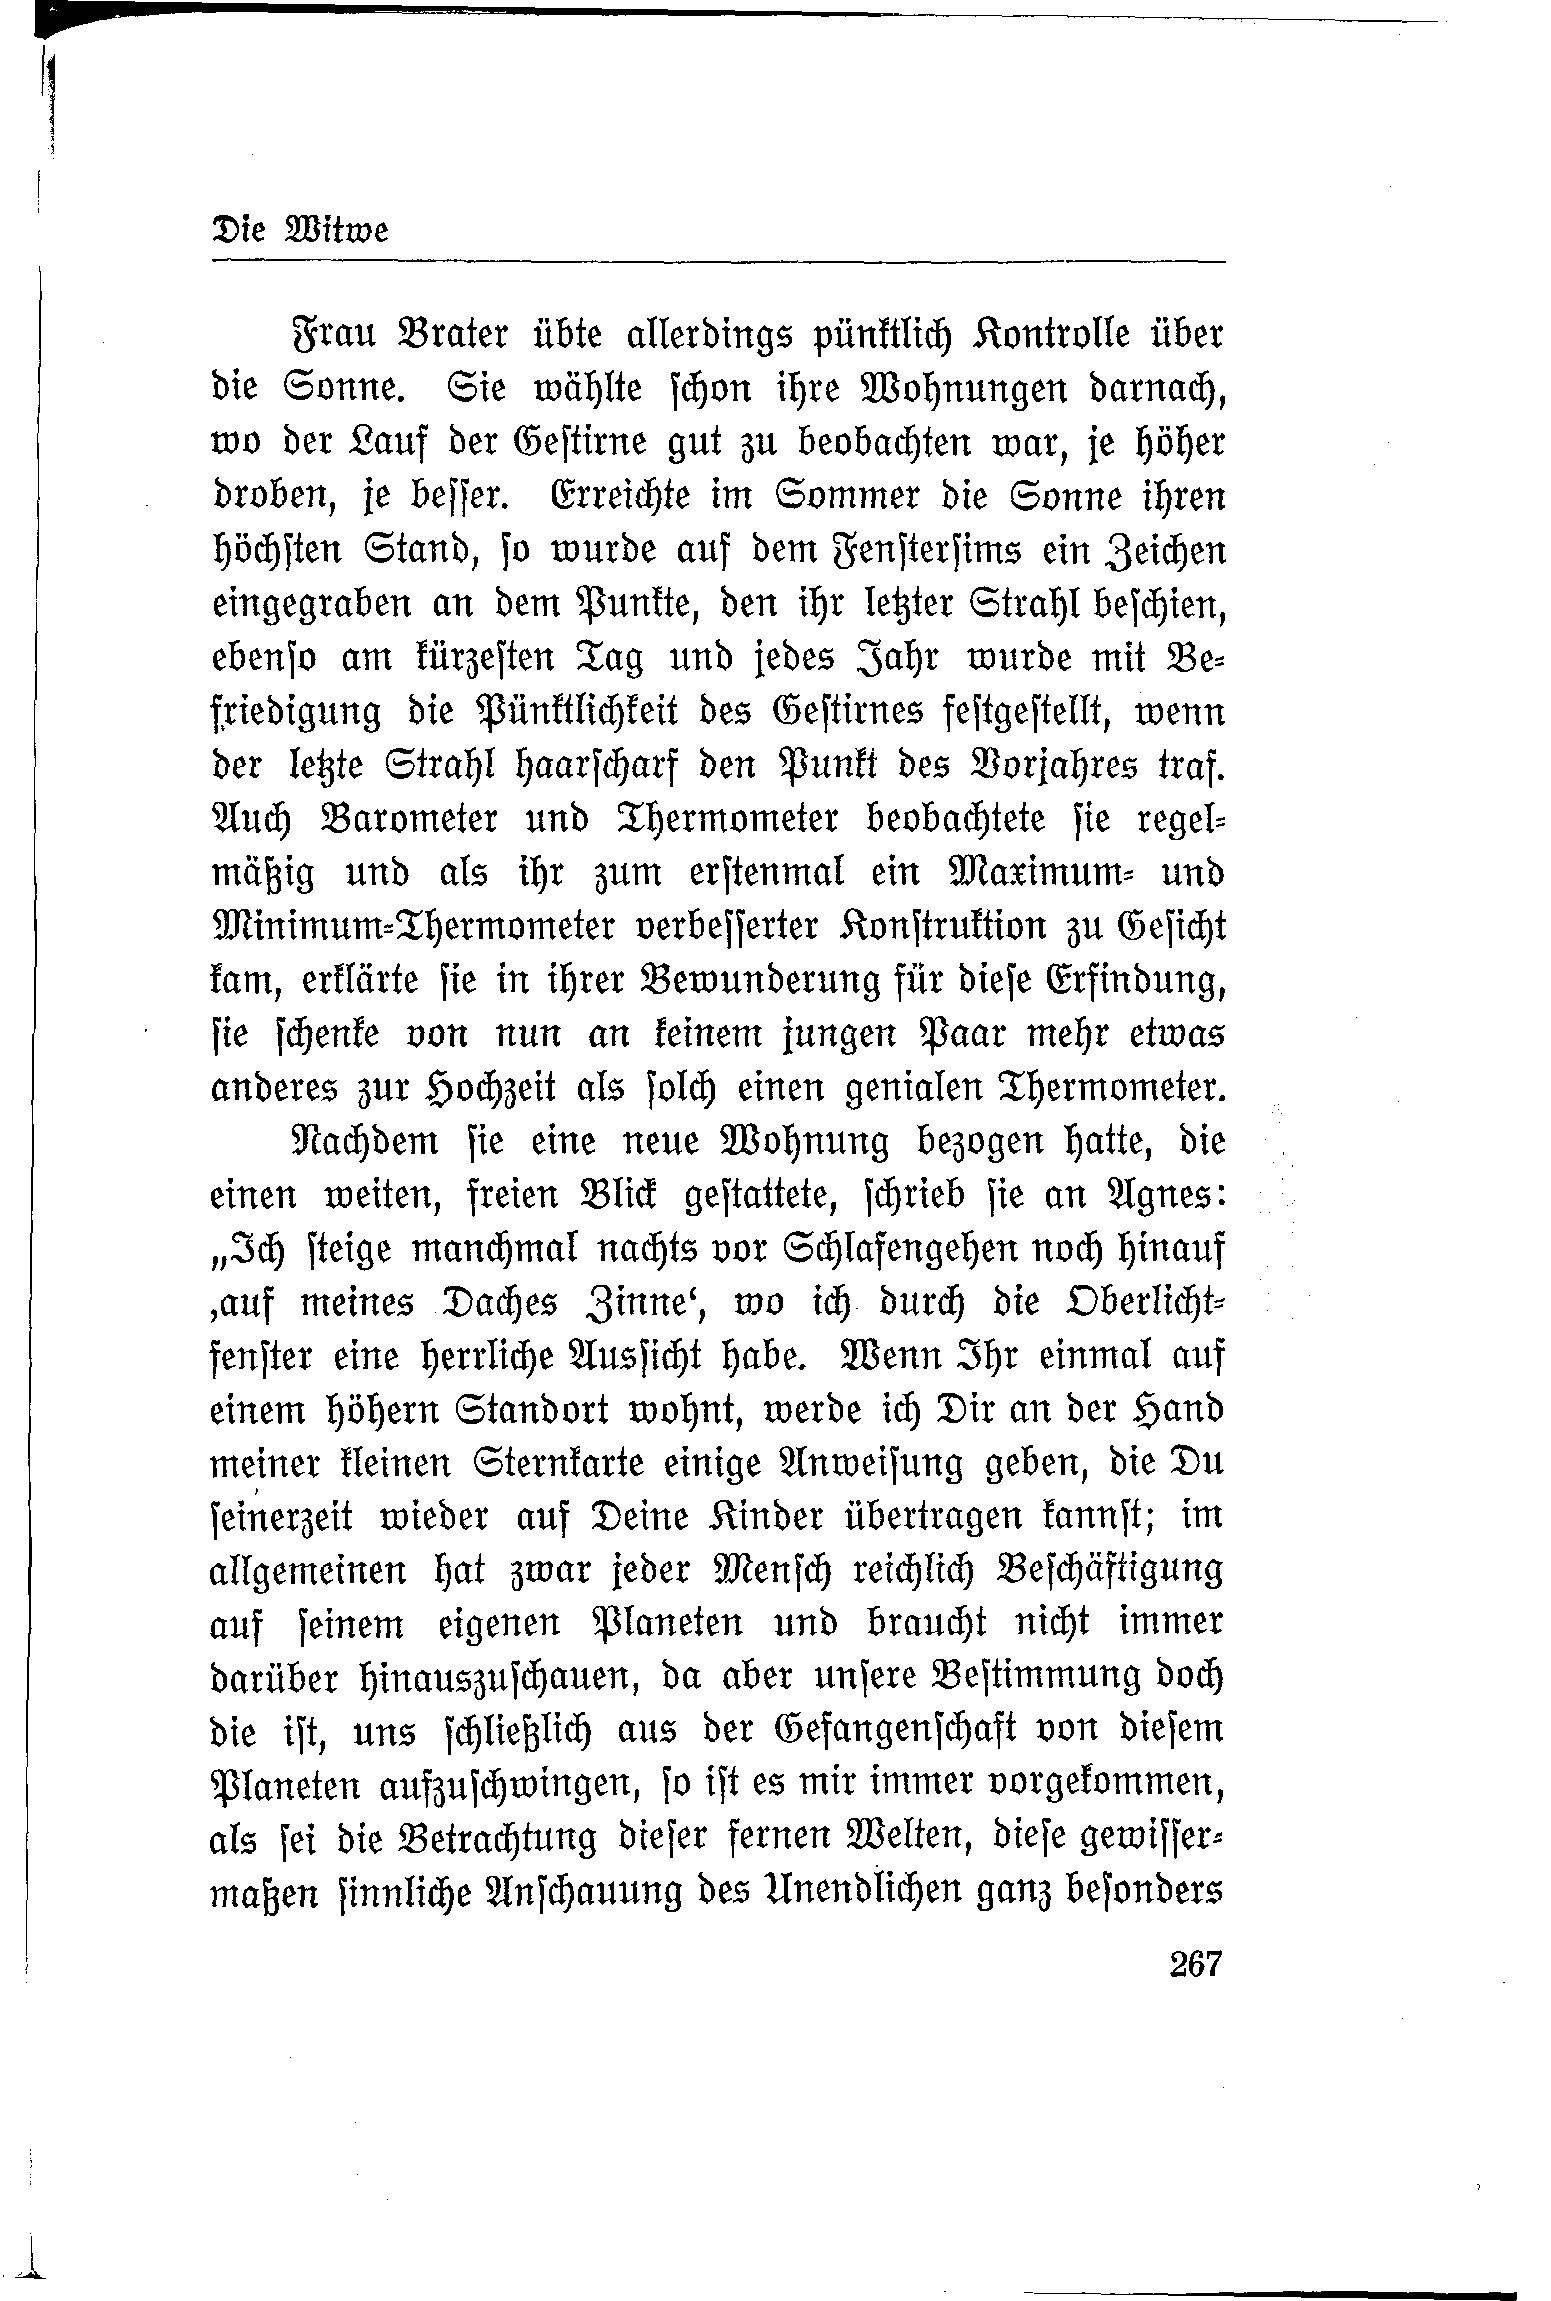 Die Witwe
Frau Brater übte allerdings pünktlich Kontrolle über
die Sonne. Sie wählte schon ihre Wohnungen darnach,
wo der Lauf der Gestirne gut zu beobachten war, je höher
droben, je besser. Erreichte im Sommer die Sonne ihren
höchsten Stand, so wurde auf dem Fenstersims ein Zeichen
eingegraben an dem Punkte, den ihr letzter Strahl beschien,
ebenso am kürzesten Tag und jedes Jahr wurde mit Be-
friedigung die Pünktlichkeit des Gestirnes festgestellt, wenn
der letzte Strahl haarscharf den Punkt des Vorjahres traf.
Auch Barometer und Thermometer beobachtete sie regel-
mäßig und als ihr zum erstenmal ein Maximum- und
Minimum-Thermometer verbesserter Konstruktion zu Gesicht
kam, erklärte sie in ihrer Bewunderung für diese Erfindung,
sie schenke von nun an keinem jungen Paar mehr etwas
anderes zur Hochzeit als solch einen genialen Thermometer.
Nachdem sie eine neue Wohnung bezogen hatte, die
einen weiten, freien Blick gestattete, schrieb sie an Agnes:
„Ich steige manchmal nachts vor Schlafengehen noch hinauf
‚auf meines Daches Zinne‘, wo ich durch die Oberlicht-
fenster eine herrliche Aussicht habe. Wenn Ihr einmal auf
einem höhern Standort wohnt, werde ich Dir an der Hand
meiner kleinen Sternkarte einige Anweisung geben, die Du
seinerzeit wieder auf Deine Kinder übertragen kannst; im
allgemeinen hat zwar jeder Mensch reichlich Beschäftigung
auf seinem eigenen Planeten und braucht nicht immer
darüber hinauszuschauen, da aber unsere Bestimmung doch
die ist, uns schließlich aus der Gefangenschaft von diesem
Planeten aufzuschwingen, so ist es mir immer vorgekommen,
als sei die Betrachtung dieser fernen Welten, diese gewisser-
maßen sinnliche Anschauung des Unendlichen ganz besonders
267